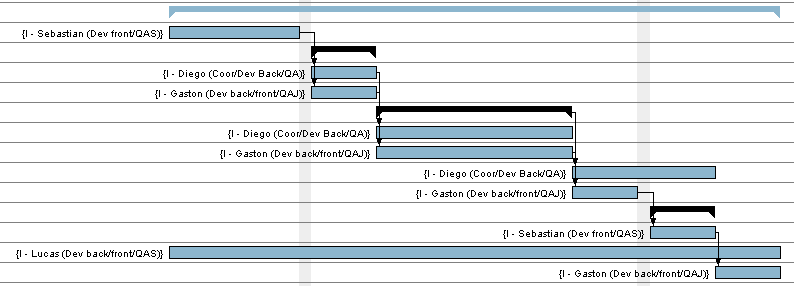 {I - Sebastian (Dev front/QAS)}
{I - Diego (Coor/Dev Back/QA)}
{I - Gaston (Dev back/front/QAJ)}
{I - Diego (Coor/Dev Back/QA)}
{I - Gaston (Dev back/front/QAJ)}
{I - Diego (Coor/Dev Back/QA)}
{I - Gaston (Dev back/front/QAJ)}
{I - Sebastian (Dev front/QAS)}
{I - Lucas (Dev back/front/QAS)}
{I - Gaston (Dev back/front/QAJ)}